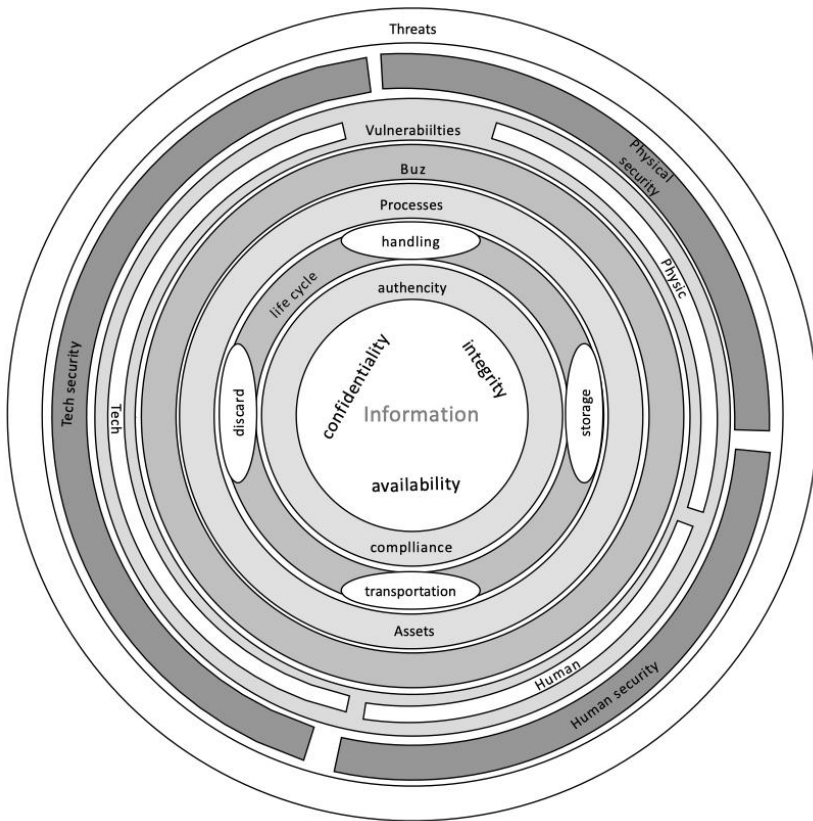 Threats
Physical
security
Vulnerabiilties
Buz
Processes
handling
Physic
life cycle
authencity
confidentiality
integrity
Tech security
Tech
discard
Information
storage
availability
complliance
transportation
Assets
Human
Human security